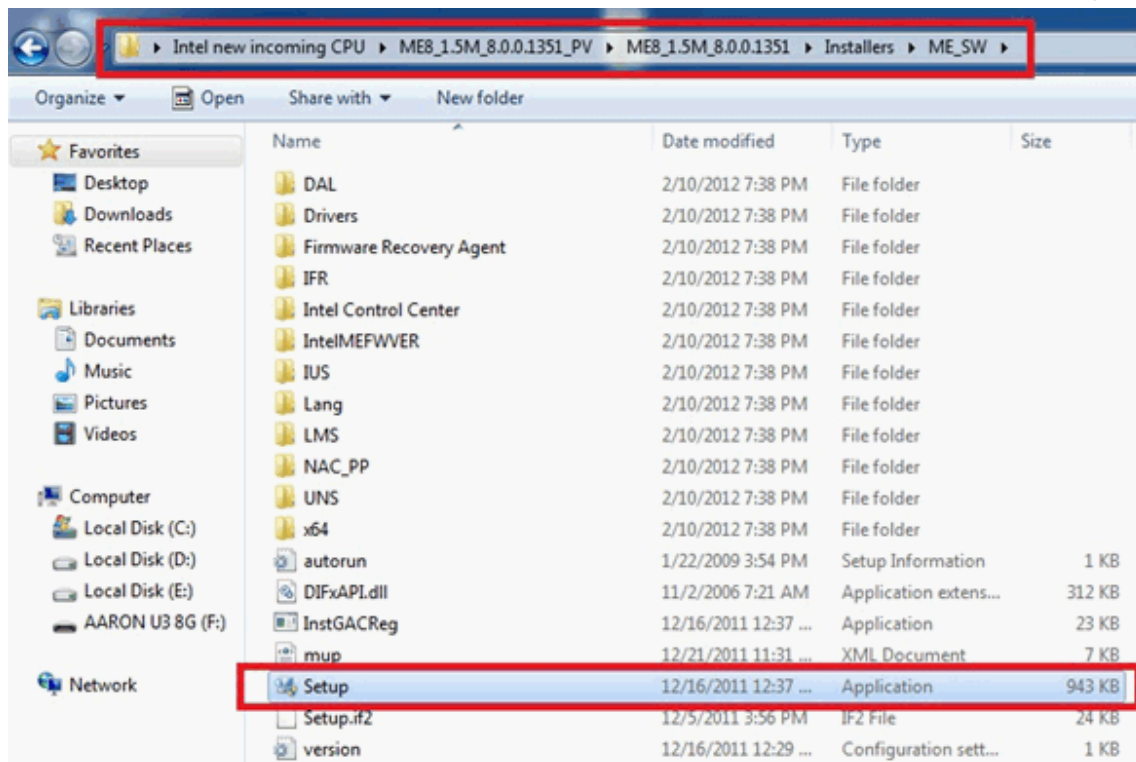 Intel new incoming CPU ▸ ME8_1.5M_8.0.0.1351_PV ▸ ME8_1.5M_8.0.0.1351 ▸ Installers ▸ ME_SW ▸
Organize Open Share with New folder
Favorites
Desktop
Downloads
Recent Places
Libraries
Documents
Music
Pictures
Videos
Computer
Local Disk (C:)
Local Disk (D:)
Local Disk (E:)
AARON U3 8G (F:)
Network
Name Date modified Type Size
DAL 2/10/2012 7:38 PM File folder
Drivers 2/10/2012 7:38 PM File folder
Firmware Recovery Agent 2/10/2012 7:38 PM File folder
IFR 2/10/2012 7:38 PM File folder
Intel Control Center 2/10/2012 7:38 PM File folder
IntelMEFWVER 2/10/2012 7:38 PM File folder
IUS 2/10/2012 7:38 PM File folder
Lang 2/10/2012 7:38 PM File folder
LMS 2/10/2012 7:38 PM File folder
NAC_PP 2/10/2012 7:38 PM File folder
UNS 2/10/2012 7:38 PM File folder
x64 2/10/2012 7:38 PM File folder
autorun 1/22/2009 3:54 PM Setup Information 1 KB
DIFxAPI.dll 11/2/2006 7:21 AM Application extens... 312 KB
InstGACReg 12/16/2011 12:37 ... Application 23 KB
mup 12/21/2011 11:31 ... XML Document 7 KB
Setup 12/16/2011 12:37 ... Application 943 KB
Setup.if2 12/5/2011 3:56 PM IF2 File 24 KB
version 12/16/2011 12:29 ... Configuration sett... 1 KB